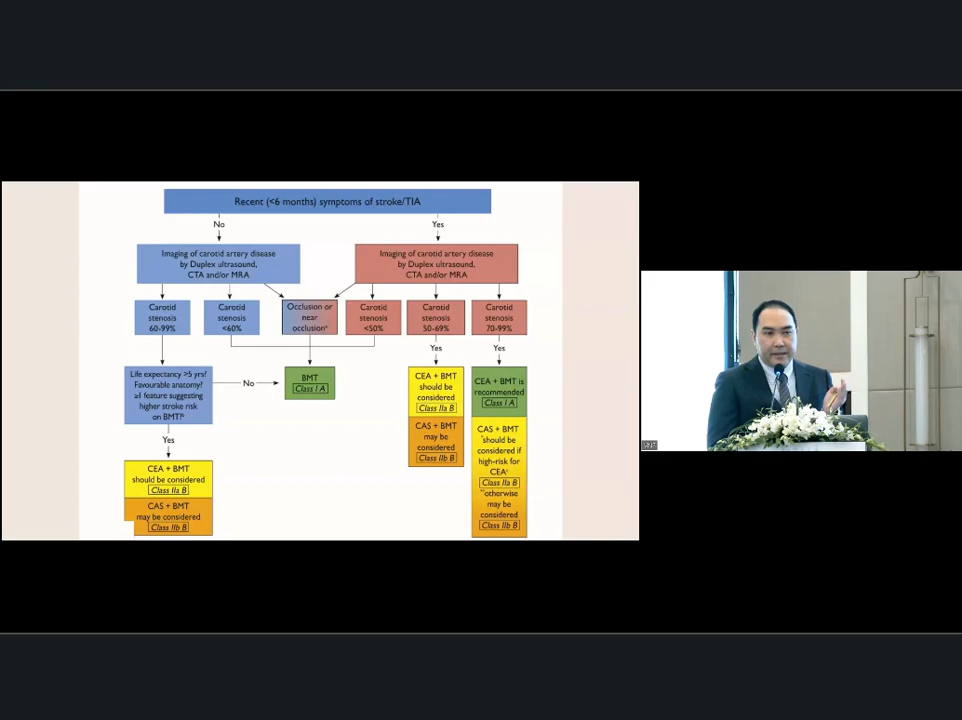 Recent (<6 months) symptoms of stroke/TIA
No
Yes
Imaging of carotid artery disease
by Duplex ultrasound,
CTA and/or MRA
Imaging of carotid artery disease
by Duplex ultrasound,
CTA and/or MRA
Carotid
stenosis
60-99%
Carotid
stenosis
<60%
Occlusion or
near
occlusionᵃ
Carotid
stenosis
<50%
Carotid
stenosis
50-69%
Carotid
stenosis
70-99%
Yes
Yes
Life expectancy >5 yrs?
Favourable anatomy?
≥1 feature suggesting
higher stroke risk
on BMT?ᵇ
No
BMT
Class I A
CEA + BMT
should be
considered
Class IIa B
CAS + BMT
may be
considered
Class IIb B
CEA + BMT is
recommended
Class I A
CAS + BMT
should be
considered if
high-risk for
CEAᶜ
Class IIa B
otherwise
may be
considered
Class IIb B
Yes
CEA + BMT
should be considered
Class IIa B
CAS + BMT
may be considered
Class IIb B